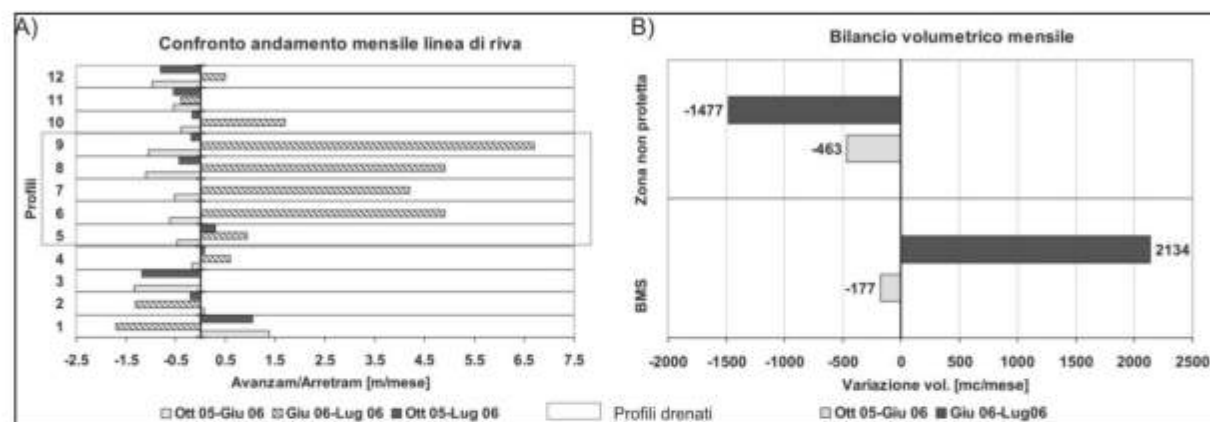 A)
Confronto andamento mensile linea di riva
Profili
12
11
10
9
8
7
6
5
4
3
2
1
-2.5 -1.5 -0.5 0.5 1.5 2.5 3.5 4.5 5.5 6.5 7.5
Avanzam/Arretram [m/mese]
Ott 05-Giu 06 Giu 06-Lug 06 Ott 05-Lug 06
Profili drenati
B)
Bilancio volumetrico mensile
Zona non protetta
-1477
-463
BMS
2134
-177
-2000 -1500 -1000 -500 0 500 1000 1500 2000 2500
Variazione vol. [mc/mese]
Ott 05-Giu 06 Giu 06-Lug06